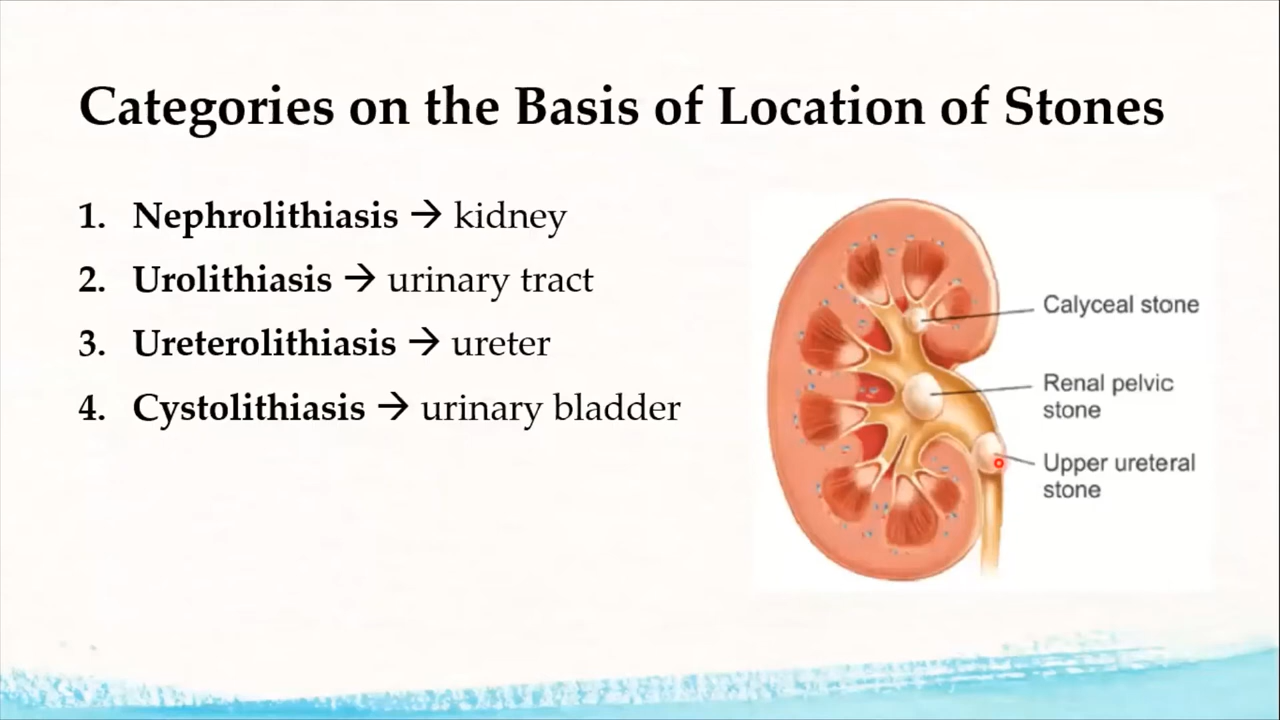 Categories on the Basis of Location of Stones
1. Nephrolithiasis → kidney
2. Urolithiasis → urinary tract
3. Ureterolithiasis → ureter
4. Cystolithiasis → urinary bladder
Calyceal stone
Renal pelvic
stone
Upper ureteral
stone